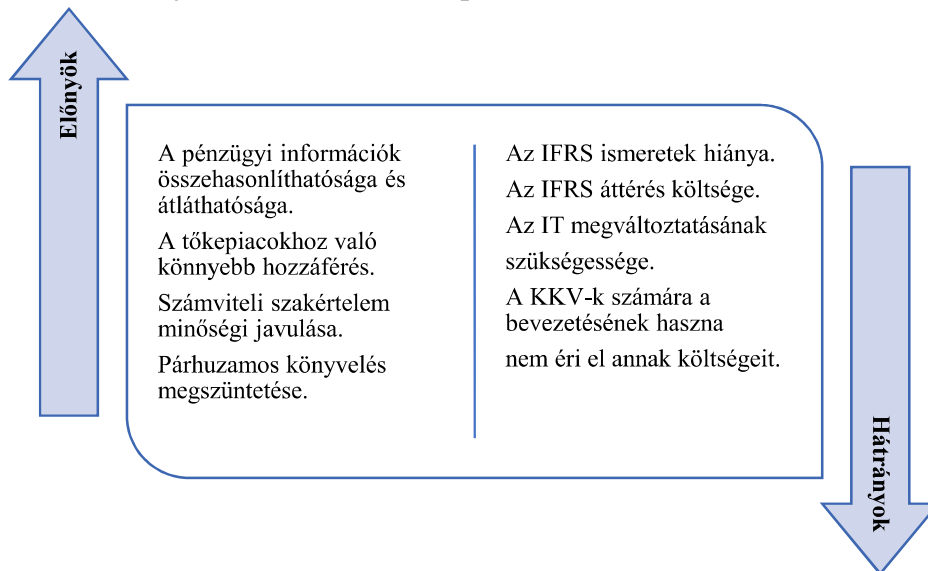 Előnyök
A pénzügyi információk
összehasonlíthatósága és
átláthatósága.
A tőkepiacokhoz való
könnyebb hozzáférés.
Számviteli szakértelem
minőségi javulása.
Párhuzamos könyvelés
megszüntetése.
Az IFRS ismeretek hiánya.
Az IFRS áttérés költsége.
Az IT megváltoztatásának
szükségessége.
A KKV-k számára a
bevezetésének haszna
nem éri el annak költségeit.
Hátrányok